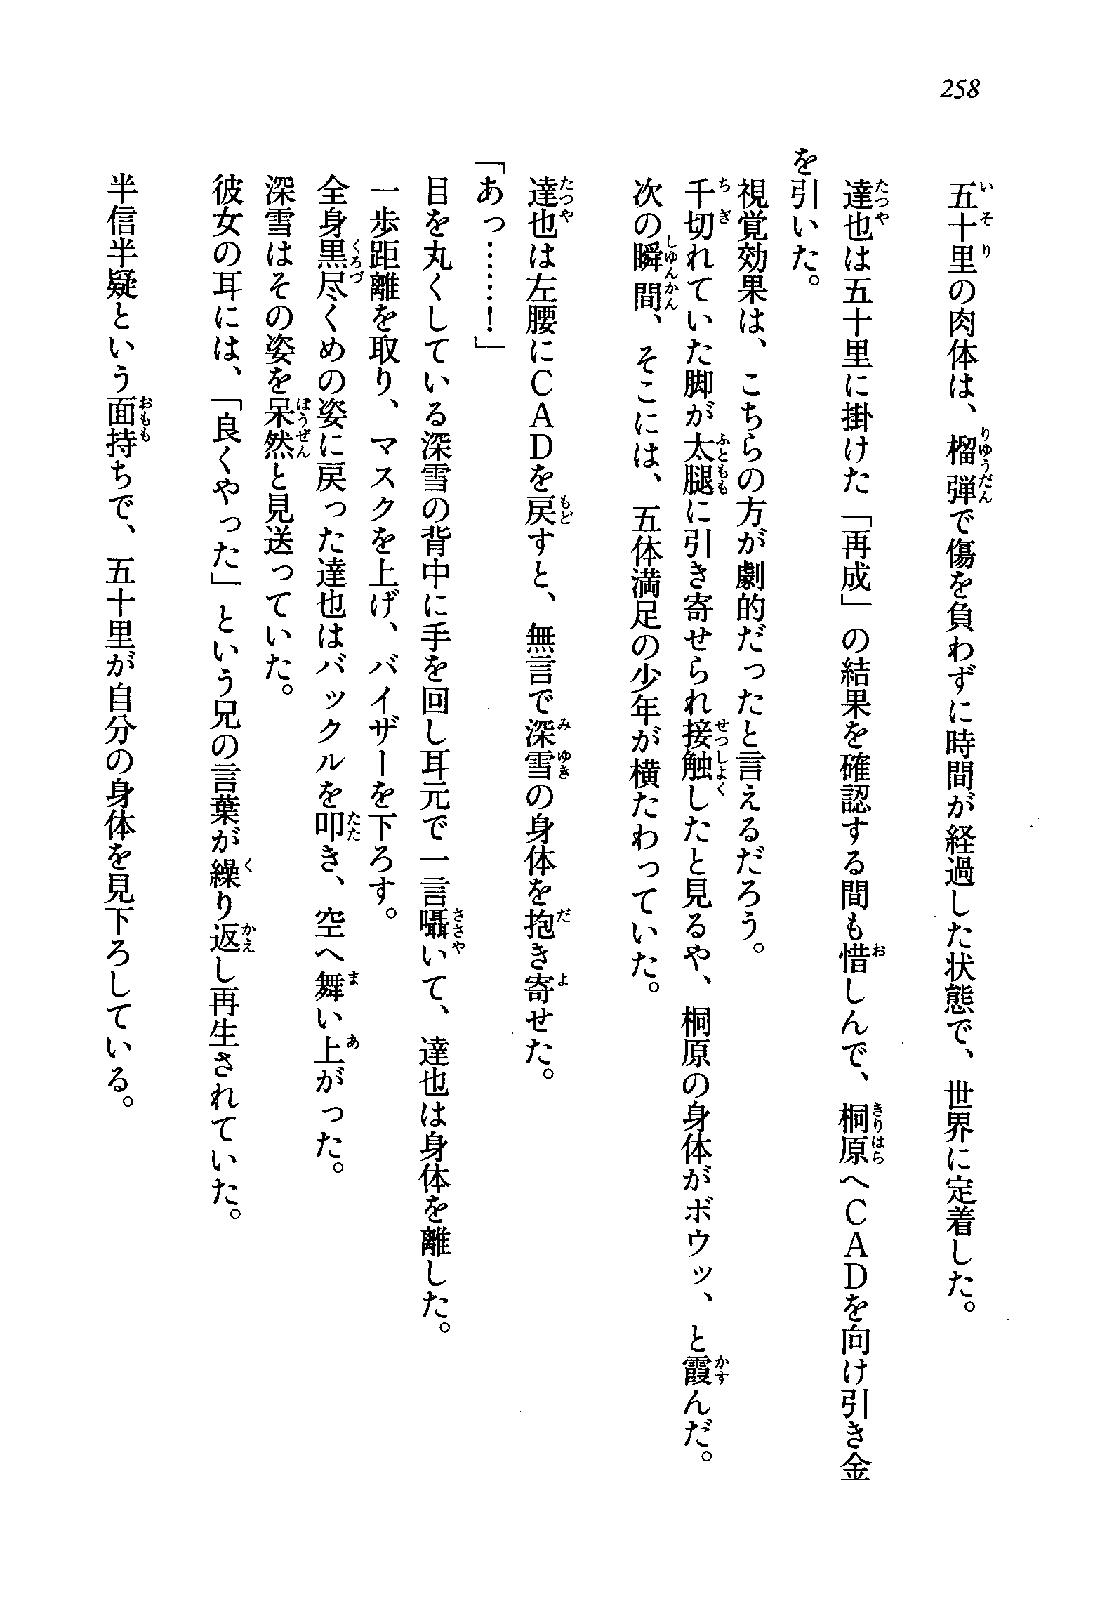 258
五十里の肉体は、榴弾で傷を負わずに時間が経過した状態で、世界に定着した。
達也は五十里に掛けた「再成」の結果を確認する間も惜しんで、桐原へCADを向け引き金
を引いた。
視覚効果は、こちらの方が劇的だったと言えるだろう。
千切れていた脚が太腿に引き寄せられ接触したと見るや、桐原の身体がボウッ、と霞んだ。
次の瞬間、そこには、五体満足の少年が横たわっていた。
達也は左腰にCADを戻すと、無言で深雪の身体を抱き寄せた。
「あっ……！」
目を丸くしている深雪の背中に手を回し耳元で一言囁いて、達也は身体を離した。
一歩距離を取り、マスクを上げ、バイザーを下ろす。
全身黒尽くめの姿に戻った達也はバックルを叩き、空へ舞い上がった。
深雪はその姿を呆然と見送っていた。
彼女の耳には、「良くやった」という兄の言葉が繰り返し再生されていた。
半信半疑という面持ちで、五十里が自分の身体を見下ろしている。